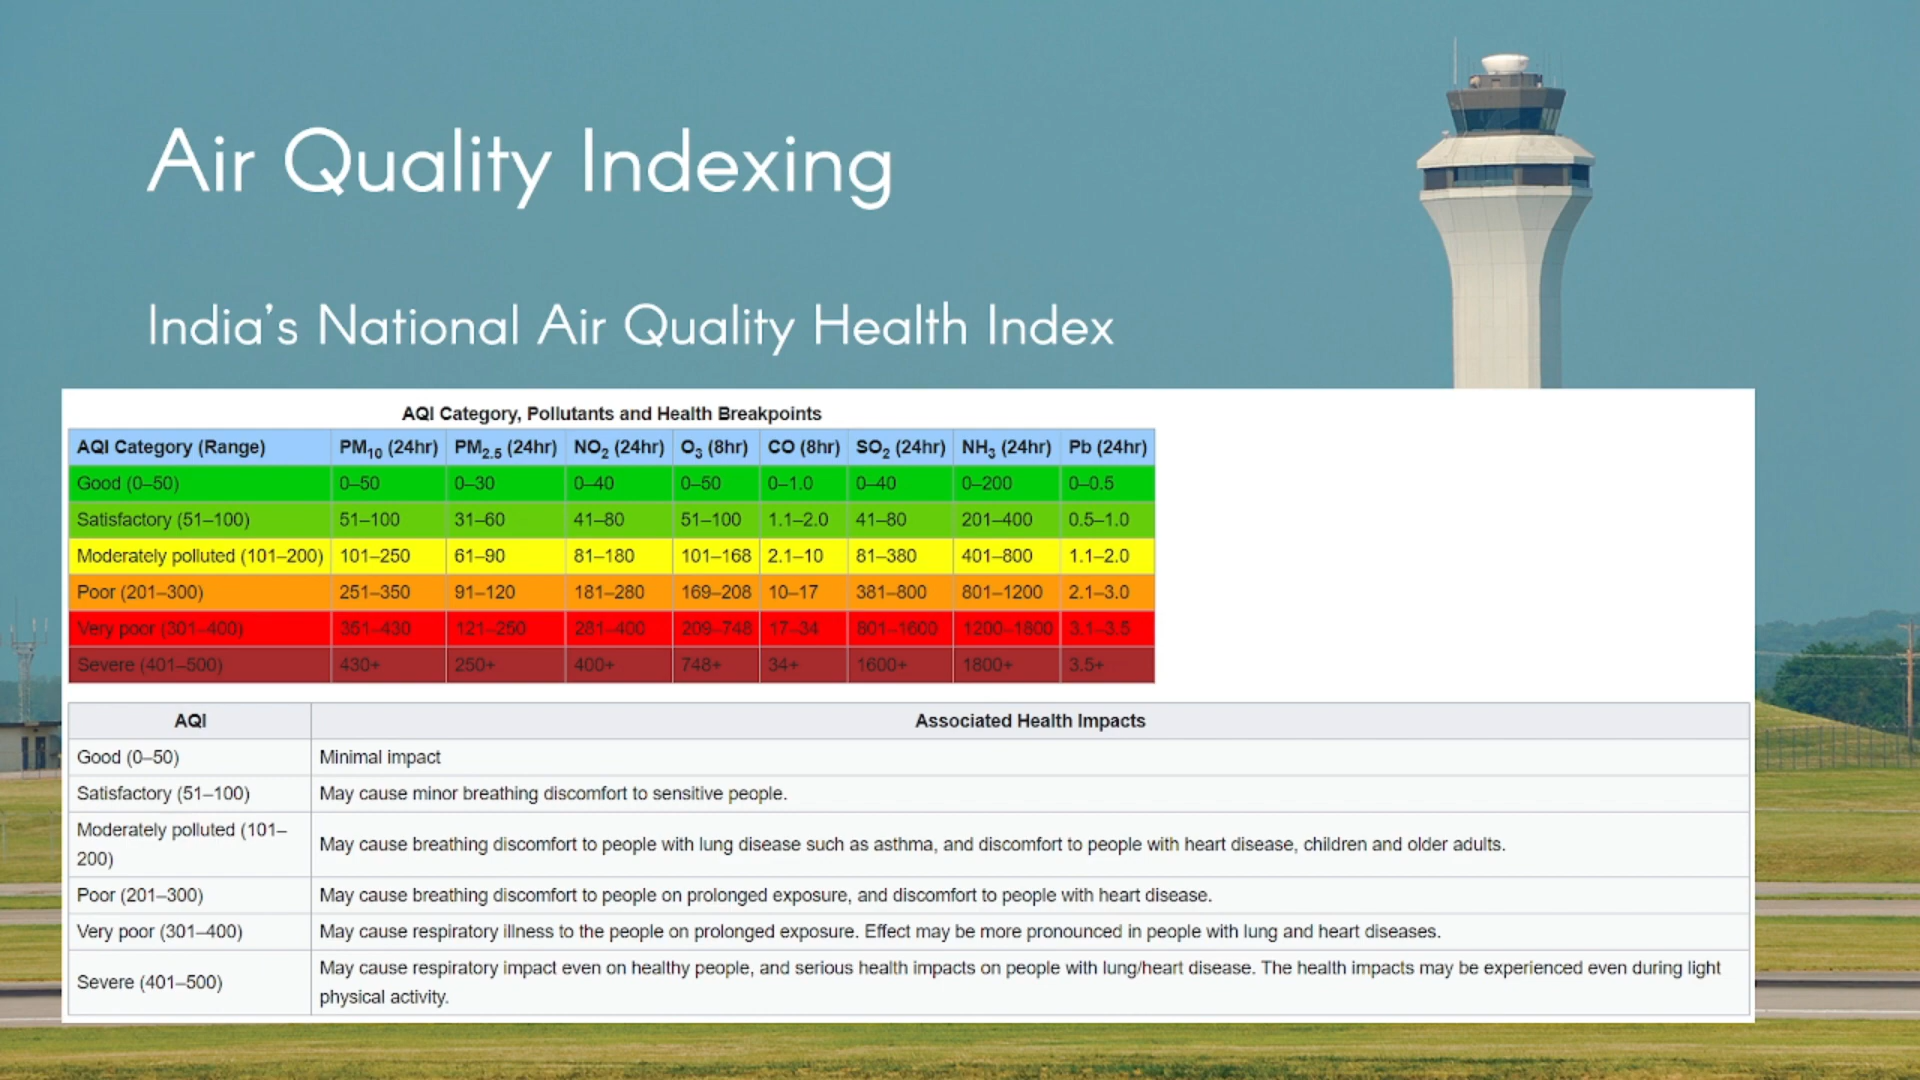 Air Quality Indexing
India’s National Air Quality Health Index
AQI Category, Pollutants and Health Breakpoints
AQI Category (Range) PM10 (24hr) PM2.5 (24hr) NO2 (24hr) O3 (8hr) CO (8hr) SO2 (24hr) NH3 (24hr) Pb (24hr)
Good (0–50) 0–50 0–30 0–40 0–50 0–1.0 0–40 0–200 0–0.5
Satisfactory (51–100) 51–100 31–60 41–80 51–100 1.1–2.0 41–80 201–400 0.5–1.0
Moderately polluted (101–200) 101–250 61–90 81–180 101–168 2.1–10 81–380 401–800 1.1–2.0
Poor (201–300) 251–350 91–120 181–280 169–208 10–17 381–800 801–1200 2.1–3.0
Very poor (301–400) 351–430 121–250 281–400 209–748 17–34 801–1600 1200–1800 3.1–3.5
Severe (401–500) 430+ 250+ 400+ 748+ 34+ 1600+ 1800+ 3.5+
AQI Associated Health Impacts
Good (0–50) Minimal impact
Satisfactory (51–100) May cause minor breathing discomfort to sensitive people.
Moderately polluted (101–
200) May cause breathing discomfort to people with lung disease such as asthma, and discomfort to people with heart disease, children and older adults.
Poor (201–300) May cause breathing discomfort to people on prolonged exposure, and discomfort to people with heart disease.
Very poor (301–400) May cause respiratory illness to the people on prolonged exposure. Effect may be more pronounced in people with lung and heart diseases.
Severe (401–500) May cause respiratory impact even on healthy people, and serious health impacts on people with lung/heart disease. The health impacts may be experienced even during light
physical activity.